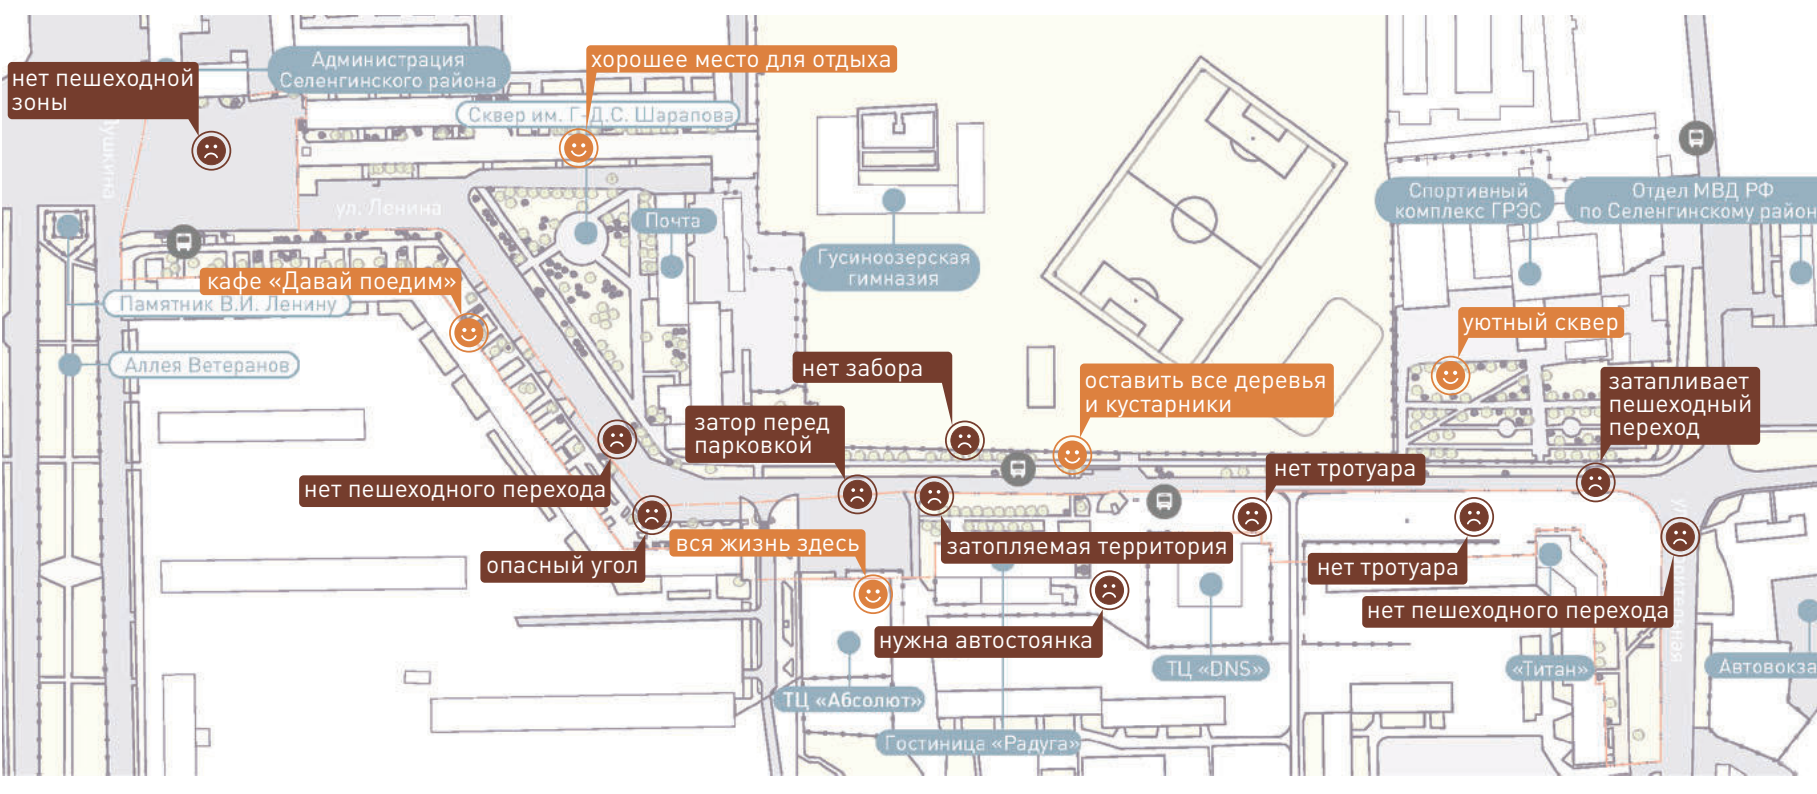 нет пешеходной
зоны
Администрация
Селенгинского района
хорошее место для отдыха
Сквер им. Г-Д.С. Шарапова
ул. Ленина
Почта
Гусиноозерская
гимназия
Спортивный
комплекс ГРЭС
Отдел МВД РФ
по Селенгинскому район
кафе «Давай поедим»
Памятник В.И. Ленину
Аллея Ветеранов
уютный сквер
нет забора
оставить все деревья
и кустарники
затапливает
пешеходный
переход
затор перед
парковкой
нет тротуара
нет пешеходного перехода
вся жизнь здесь
затопляемая территория
опасный угол
нет тротуара
нет пешеходного перехода
нужна автостоянка
ТЦ «DNS»
«Титан»
Автовокза
ТЦ «Абсолют»
Гостиница «Радуга»